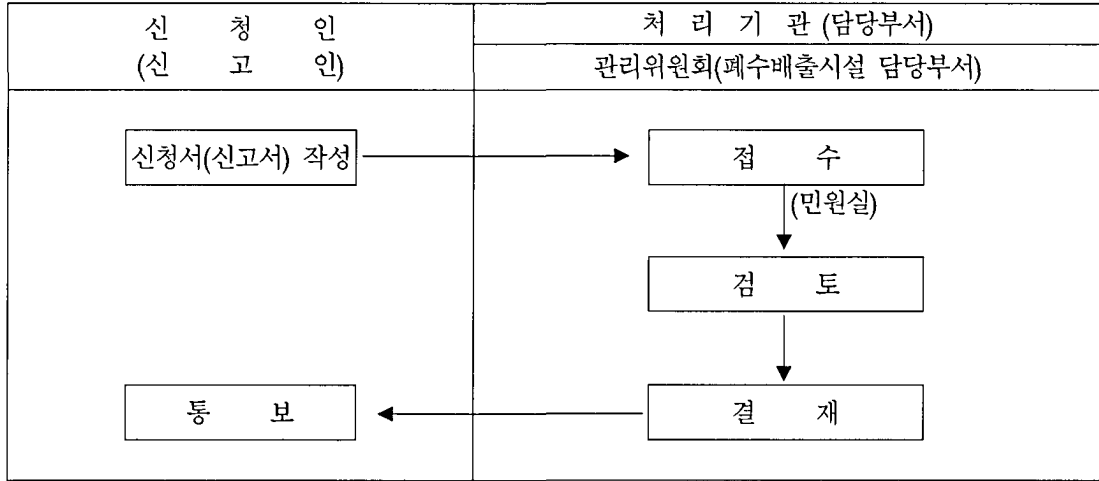 신 청 인
(신 고 인)
처 리 기 관 (담당부서)
관리위원회(폐수배출시설 담당부서)
신청서(신고서) 작성
접 수
(민원실)
검 토
결 재
통 보